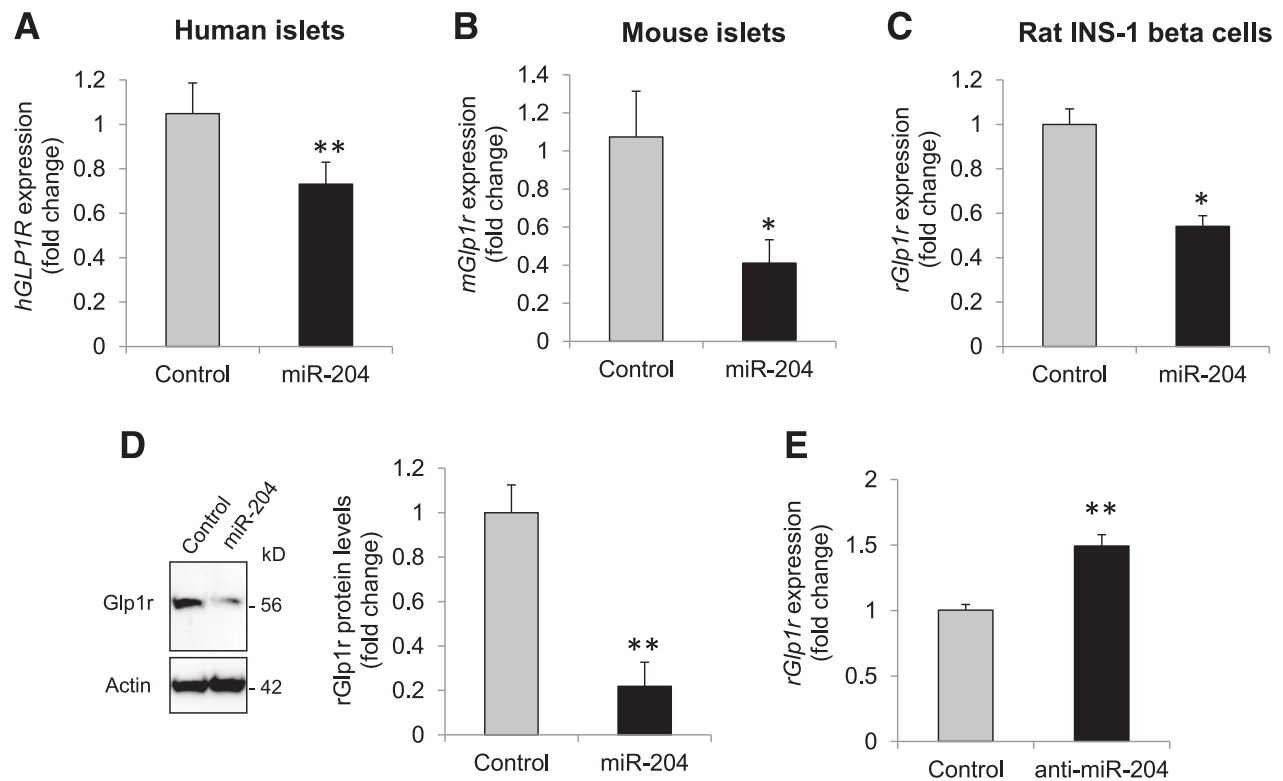 A
Human islets
hGLP1R expression
(fold change)
1.2
1
0.8
0.6
0.4
0.2
0
**
Control
miR-204
B
Mouse islets
mGlp1r expression
(fold change)
1.4
1.2
1
0.8
0.6
0.4
0.2
0
*
Control
miR-204
C
Rat INS-1 beta cells
rGlp1r expression
(fold change)
1.2
1
0.8
0.6
0.4
0.2
0
*
Control
miR-204
D
Control
miR-204
kD
Glp1r
- 56
Actin
- 42
rGlp1r protein levels
(fold change)
1.2
1
0.8
0.6
0.4
0.2
0
**
Control
miR-204
E
rGlp1r expression
(fold change)
2
1.5
1
0.5
0
**
Control
anti-miR-204